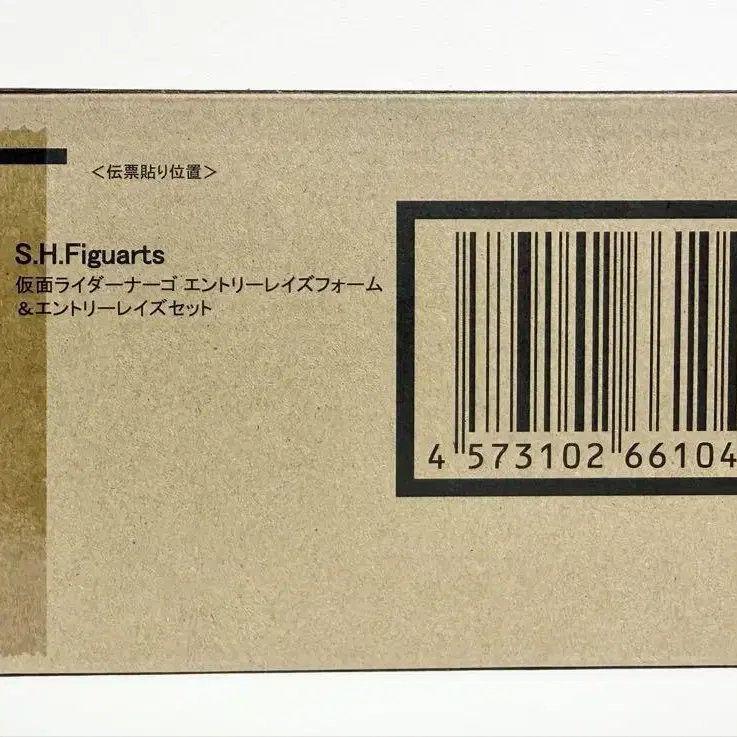 <伝票貼り位置>
S.H.Figuarts
仮面ライダーナーゴ エントリーレイズフォーム
&エントリーレイズセット
4 573102 66104